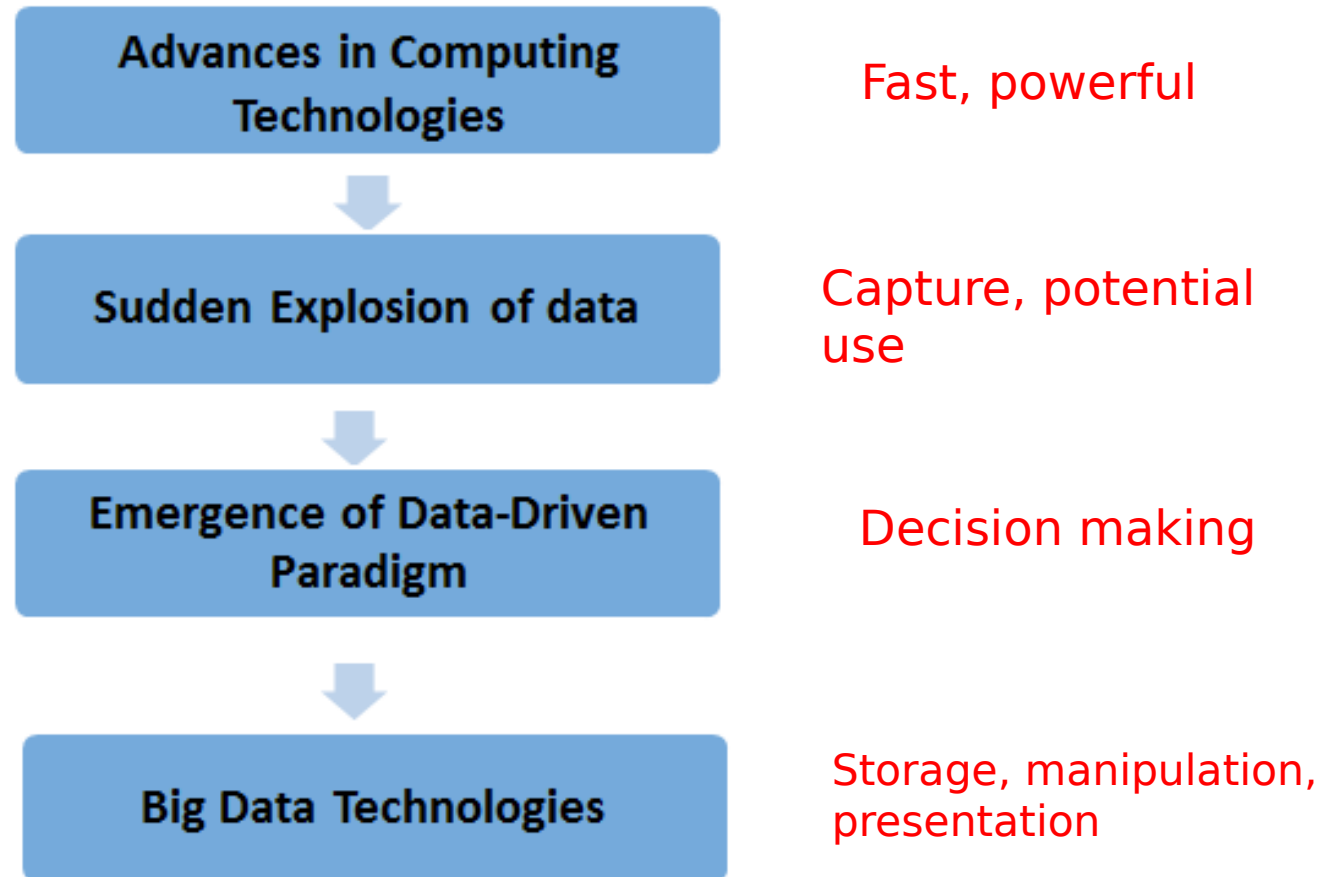 Advances in Computing
Technologies
Fast, powerful
Sudden Explosion of data
Capture, potential
use
Emergence of Data-Driven
Paradigm
Decision making
Big Data Technologies
Storage, manipulation,
presentation